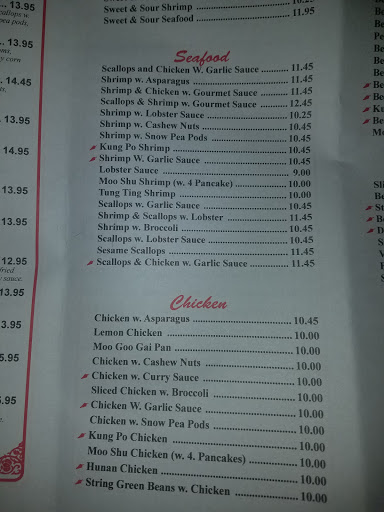 Sweet & Sour Shrimp 10.25
Sweet & Sour Seafood 11.95
13.95
13.95
corn
14.45
13.95
14.95
13.95
13.95
12.95
fried
sauce.
13.95
13.95
Seafood
Scallops and Chicken W. Garlic Sauce 11.45
Shrimp w. Asparagus 11.45
Shrimp & Chicken w. Gourmet Sauce 11.45
Scallops & Shrimp w. Gourmet Sauce 12.45
Shrimp w. Lobster Sauce 10.25
Shrimp w. Cashew Nuts 10.45
Shrimp w. Snow Pea Pods 10.45
Kung Po Shrimp 10.45
Shrimp W. Garlic Sauce 10.45
Lobster Sauce 9.00
Moo Shu Shrimp (w. 4 Pancake) 10.00
Tung Ting Shrimp 10.00
Scallops w. Garlic Sauce 10.45
Shrimp & Scallops w. Lobster 11.45
Shrimp w. Broccoli 10.45
Scallops w. Lobster Sauce 10.45
Sesame Scallops 11.45
Scallops & Chicken w. Garlic Sauce 11.45
Chicken
Chicken w. Asparagus 10.45
Lemon Chicken 10.00
Moo Goo Gai Pan 10.00
Chicken w. Cashew Nuts 10.00
Chicken w. Curry Sauce 10.00
Sliced Chicken w. Broccoli 10.00
Chicken W. Garlic Sauce 10.00
Chicken w. Snow Pea Pods 10.00
Kung Po Chicken 10.00
Moo Shu Chicken (w. 4. Pancakes) 10.00
Hunan Chicken 10.00
String Green Beans w. Chicken 10.00